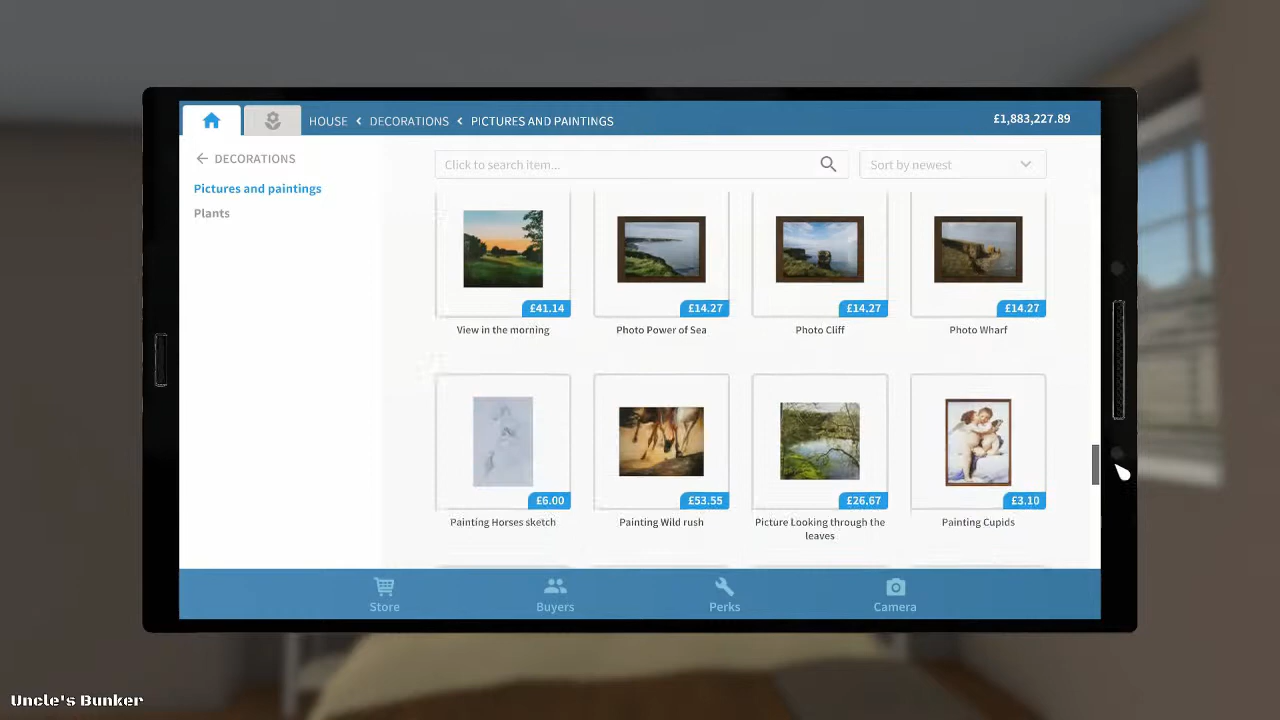 HOUSE < DECORATIONS < PICTURES AND PAINTINGS
£1,883,227.89
DECORATIONS
Click to search item...
Sort by newest
Pictures and paintings
Plants
£41.14
£14.27
£14.27
£14.27
View in the morning
Photo Power of Sea
Photo Cliff
Photo Wharf
£6.00
£53.55
£26.67
£3.10
Painting Horses sketch
Painting Wild rush
Picture Looking through the
leaves
Painting Cupids
Store
Buyers
Perks
Camera
Uncle's Bunker